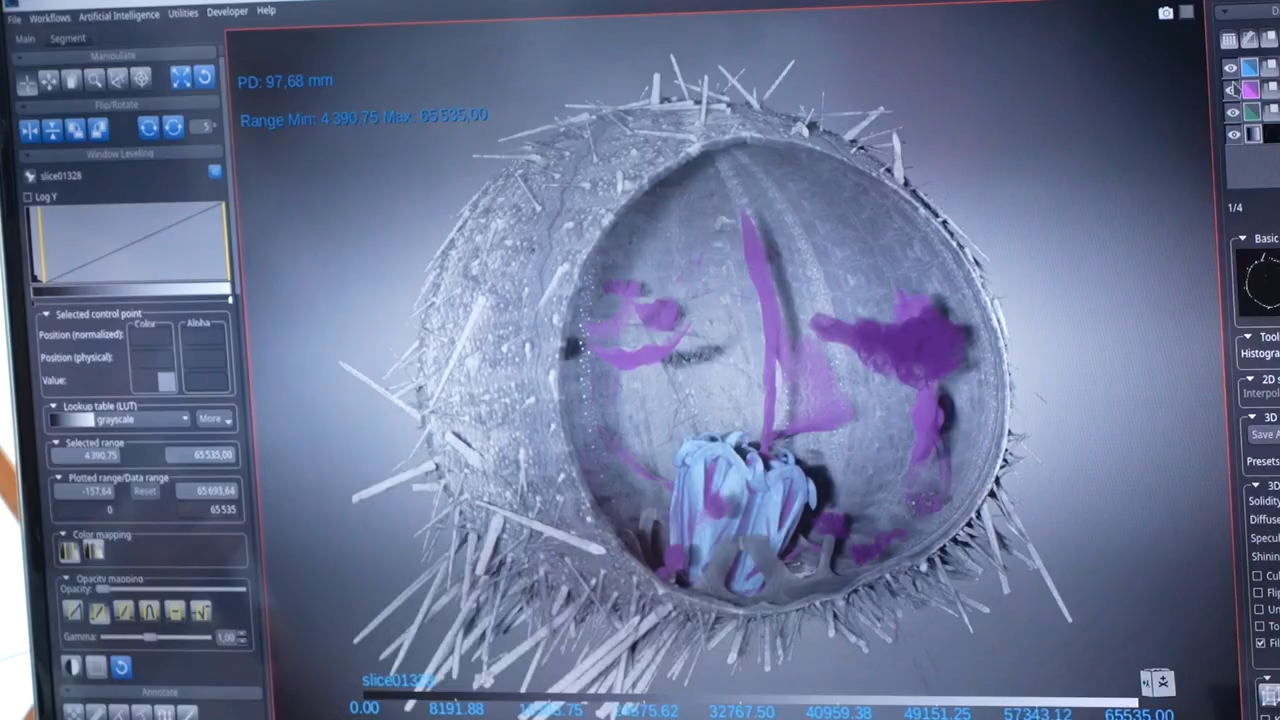 File Workflows Artificial Intelligence Utilities Developer Help
Main Segment
Manipulate
Flip/Rotate
5
Window Leveling
slice01328
Log Y
Selected control point
Color Alpha
Position (normalized):
Position (physical):
Value:
Lookup table (LUT)
grayscale More
Selected range
4 390,75 65 535,00
Plotted range/Data range
-157,64 Reset 65 693,64
0 65 535
Color mapping
Opacity mapping
Opacity:
Gamma: 1,00
Annotate
PD: 97,68 mm
Range Min: 4 390,75 Max: 65 535,00
0.00 8191.88 32767.50 40959.38 49151.25 57343.12 65535.00
1/4
Basic
Histogra
2D
Interpol
3D
Save A
Presets
3D
Solidity
Diffus
Specul
Shinin